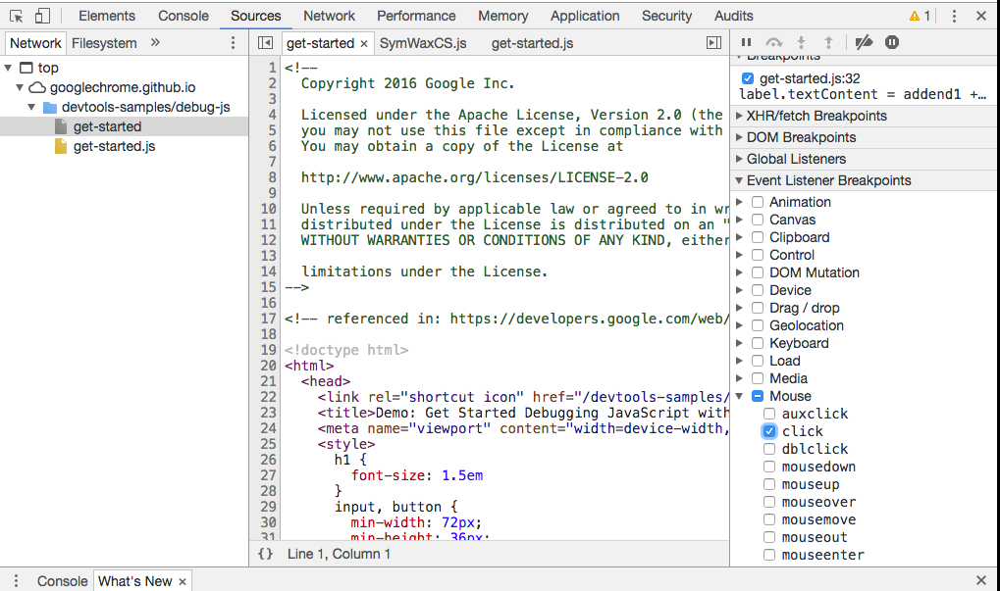 Elements Console Sources Network Performance Memory Application Security Audits 1
Network Filesystem »
top
googlechrome.github.io
devtools-samples/debug-js
get-started
get-started.js
get-started × SymWaxCS.js get-started.js
1 <!--
2 Copyright 2016 Google Inc.
3
4 Licensed under the Apache License, Version 2.0 (the
5 you may not use this file except in compliance with
6 You may obtain a copy of the License at
7
8 http://www.apache.org/licenses/LICENSE-2.0
9
10 Unless required by applicable law or agreed to in wr
11 distributed under the License is distributed on an "
12 WITHOUT WARRANTIES OR CONDITIONS OF ANY KIND, either
13
14 limitations under the License.
15 -->
16
17 <!-- referenced in: https://developers.google.com/web/
18
19 <!doctype html>
20 <html>
21 <head>
22 <link rel="shortcut icon" href="/devtools-samples/
23 <title>Demo: Get Started Debugging JavaScript with
24 <meta name="viewport" content="width=device-width,
25 <style>
26 h1 {
27 font-size: 1.5em
28 }
29 input, button {
30 min-width: 72px;
31 min-height: 36px;
{} Line 1, Column 1
Breakpoints
get-started.js:32
label.textContent = addend1 +…
XHR/fetch Breakpoints
DOM Breakpoints
Global Listeners
Event Listener Breakpoints
Animation
Canvas
Clipboard
Control
DOM Mutation
Device
Drag / drop
Geolocation
Keyboard
Load
Media
Mouse
auxclick
click
dblclick
mousedown
mouseup
mouseover
mousemove
mouseout
mouseenter
Console What's New ×